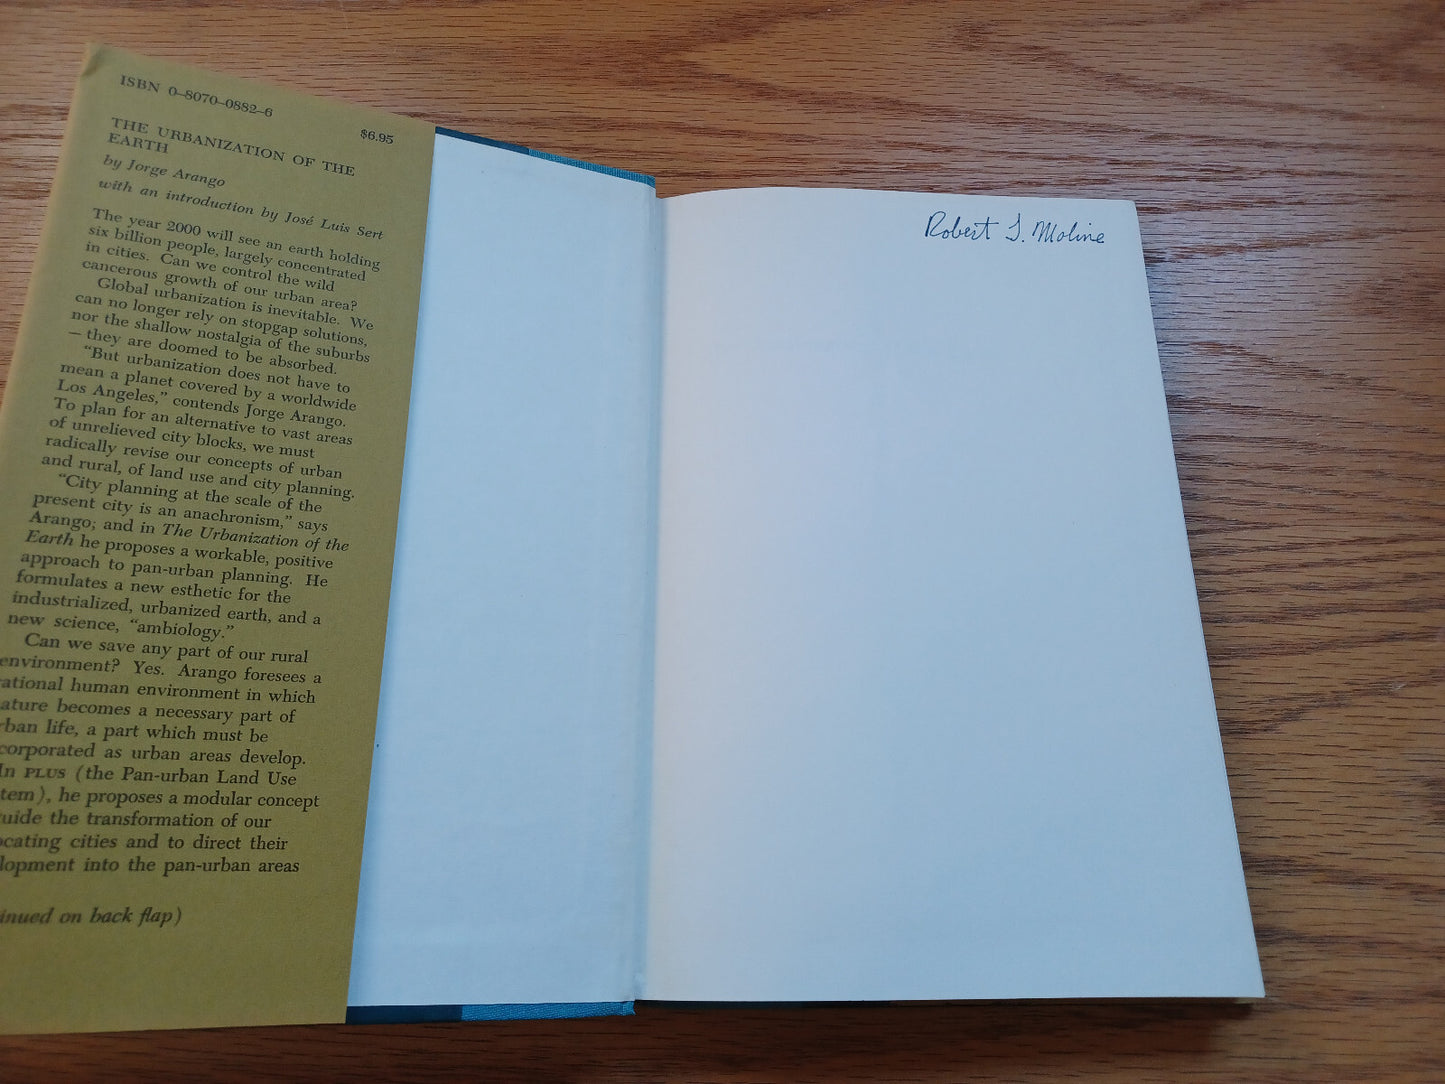 ISBN 0–8070–0882–6
$6.95
THE URBANIZATION OF THE
EARTH
by Jorge Arango
with an introduction by José Luis Sert
The year 2000 will see an earth holding
six billion people, largely concentrated
in cities. Can we control the wild
cancerous growth of our urban area?
Global urbanization is inevitable. We
can no longer rely on stopgap solutions,
nor the shallow nostalgia of the suburbs
— they are doomed to be absorbed.
"But urbanization does not have to
mean a planet covered by a worldwide
Los Angeles," contends Jorge Arango.
To plan for an alternative to vast areas
of unrelieved city blocks, we must
radically revise our concepts of urban
and rural, of land use and city planning.
"City planning at the scale of the
present city is an anachronism," says
Arango; and in The Urbanization of the
Earth he proposes a workable, positive
approach to pan-urban planning. He
formulates a new esthetic for the
industrialized, urbanized earth, and a
new science, "ambiology."
Can we save any part of our rural
environment? Yes. Arango foresees a
rational human environment in which
ature becomes a necessary part of
rban life, a part which must be
corporated as urban areas develop.
In PLUS (the Pan-urban Land Use
tem), he proposes a modular concept
uide the transformation of our
ocating cities and to direct their
lopment into the pan-urban areas
inued on back flap)
Robert T. Moline